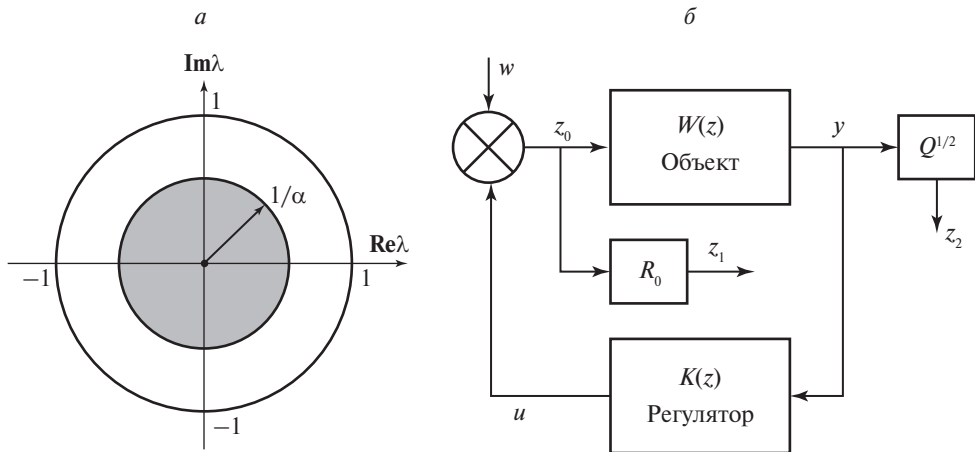 а
Imλ
1
1/α
Reλ
−1
1
−1
б
w
z₀
W(z)
Объект
y
Q¹/²
z₂
R₀
z₁
K(z)
Регулятор
u